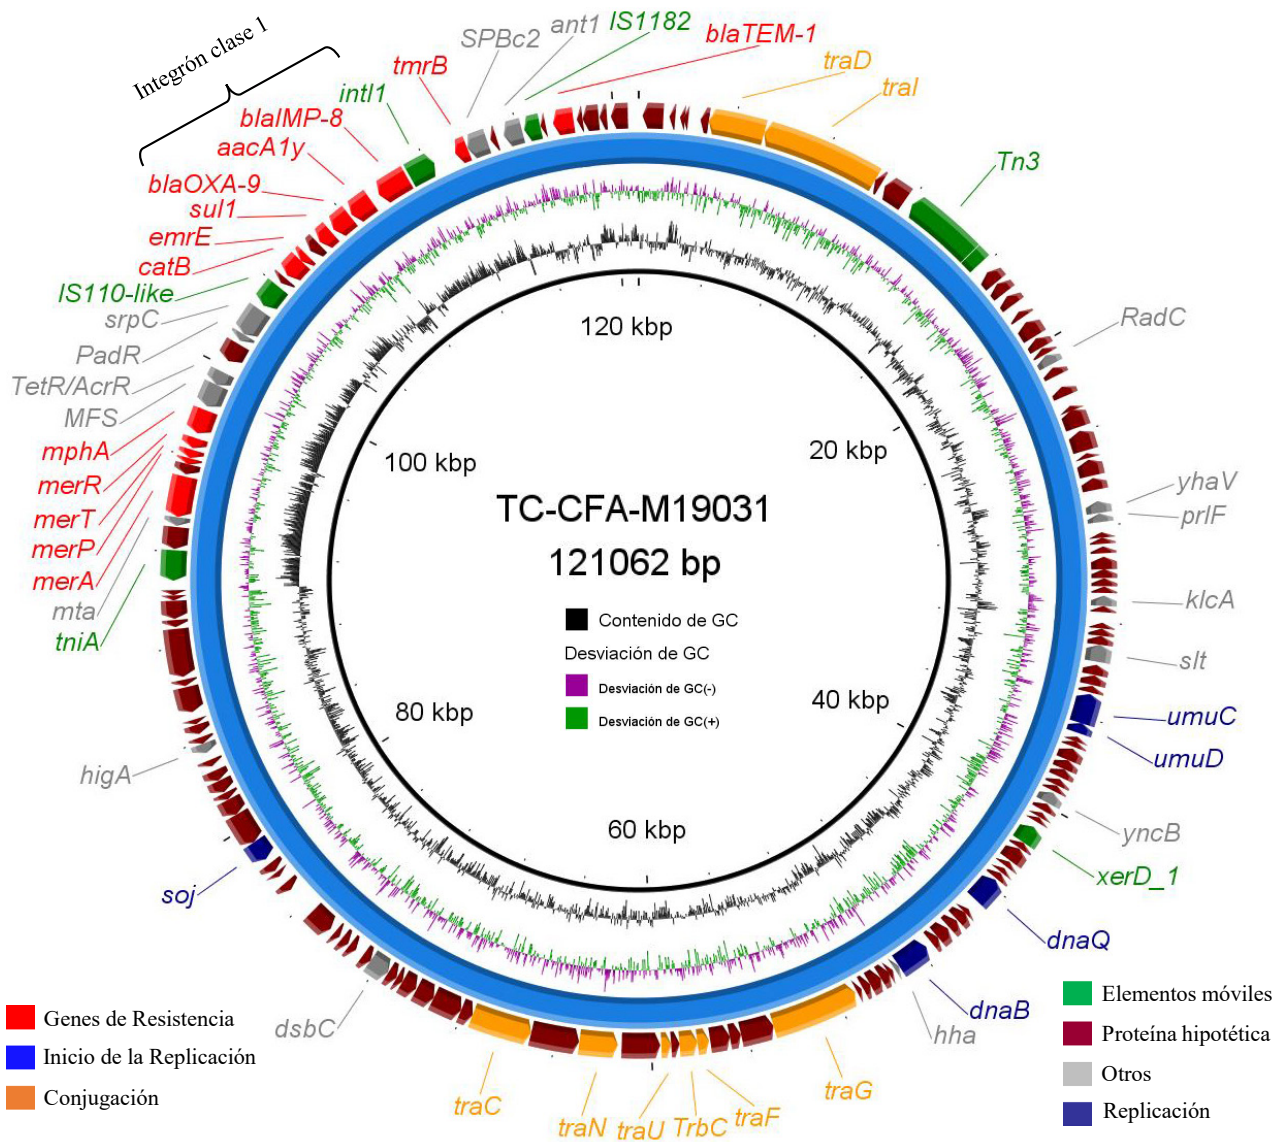 Integrón clase 1
intI1
tmrB
SPBc2
ant1
IS1182
blaTEM-1
traD
traI
Tn3
RadC
yhaV
prlF
klcA
slt
umuC
umuD
yncB
xerD_1
dnaQ
dnaB
hha
traG
traF
TrbC
traU
traN
traC
dsbC
soj
higA
tniA
mta
merA
merP
merT
merR
mphA
MFS
TetR/AcrR
PadR
srpC
IS110-like
catB
emrE
sul1
blaOXA-9
aacA1y
blaIMP-8
120 kbp
20 kbp
40 kbp
60 kbp
80 kbp
100 kbp
TC-CFA-M19031
121062 bp
Contenido de GC
Desviación de GC
Desviación de GC(-)
Desviación de GC(+)
Genes de Resistencia
Inicio de la Replicación
Conjugación
Elementos móviles
Proteína hipotética
Otros
Replicación